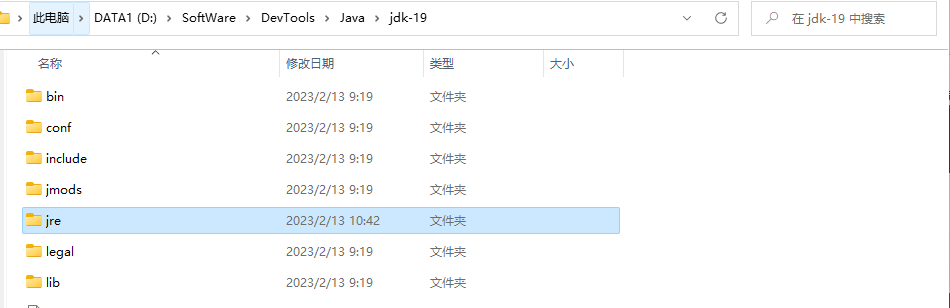 此电脑 › DATA1 (D:) › SoftWare › DevTools › Java › jdk-19 在 jdk-19 中搜索
名称 修改日期 类型 大小
bin 2023/2/13 9:19 文件夹
conf 2023/2/13 9:19 文件夹
include 2023/2/13 9:19 文件夹
jmods 2023/2/13 9:19 文件夹
jre 2023/2/13 10:42 文件夹
legal 2023/2/13 9:19 文件夹
lib 2023/2/13 9:19 文件夹